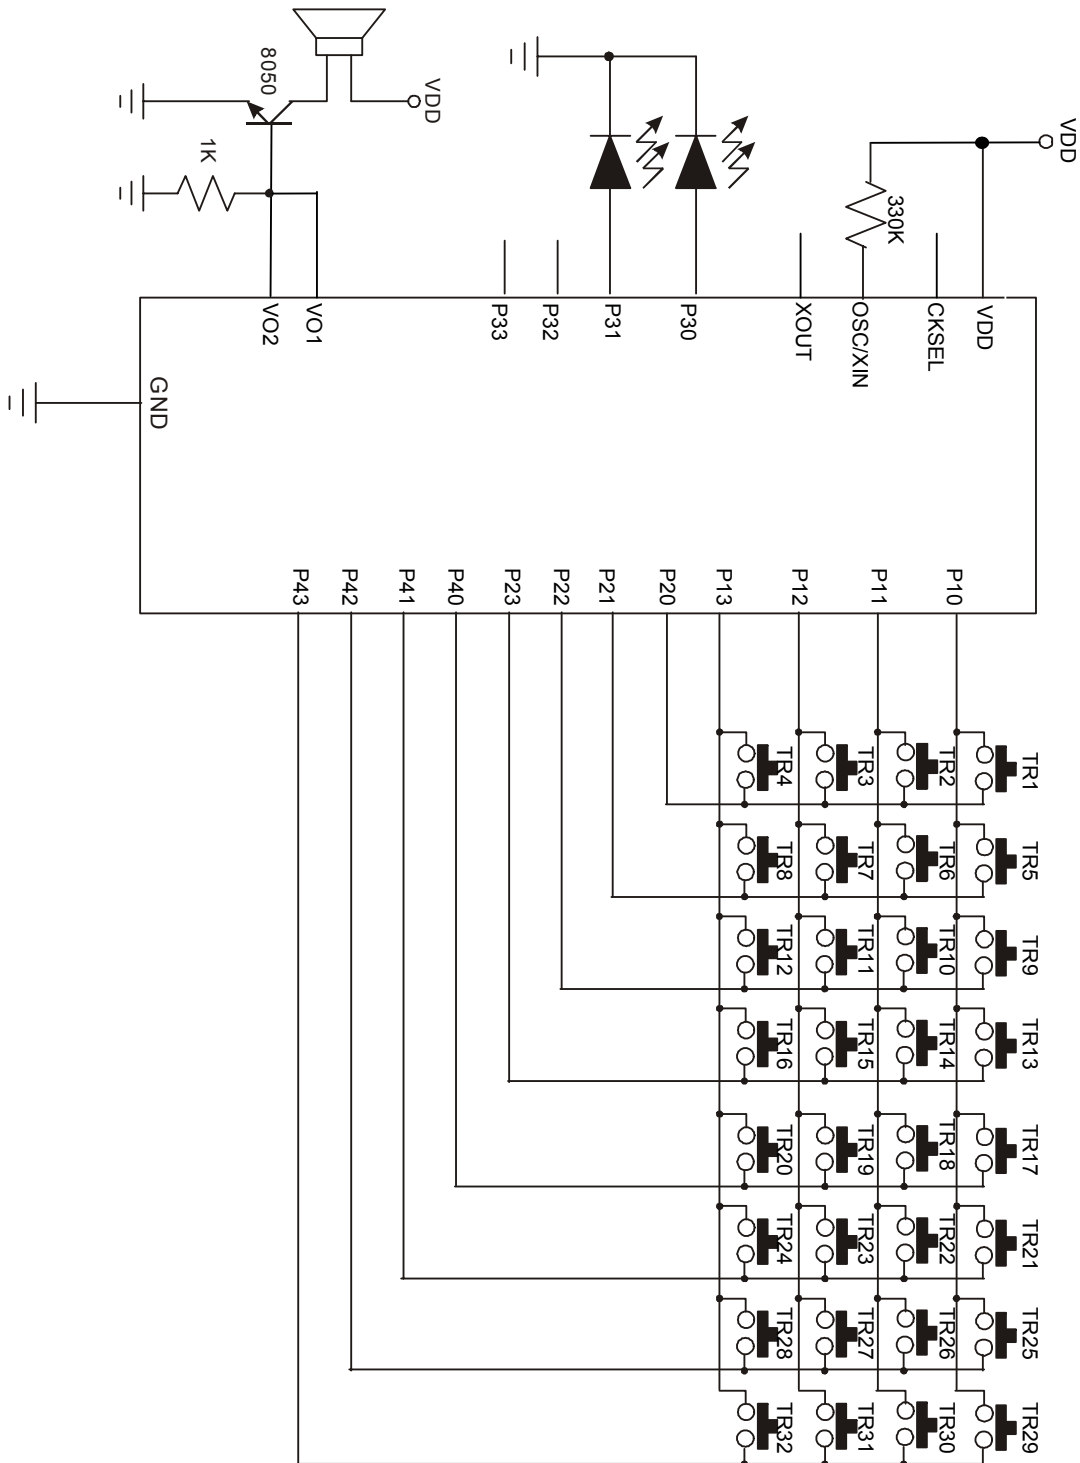 8050
VDD
VDD
1K
330K
VO2
VO1
P33
P32
P31
P30
XOUT
OSC/XIN
CKSEL
VDD
GND
P43
P42
P41
P40
P23
P22
P21
P20
P13
P12
P11
P10
TR4
TR3
TR2
TR1
TR8
TR7
TR6
TR5
TR12
TR11
TR10
TR9
TR16
TR15
TR14
TR13
TR20
TR19
TR18
TR17
TR24
TR23
TR22
TR21
TR28
TR27
TR26
TR25
TR32
TR31
TR30
TR29